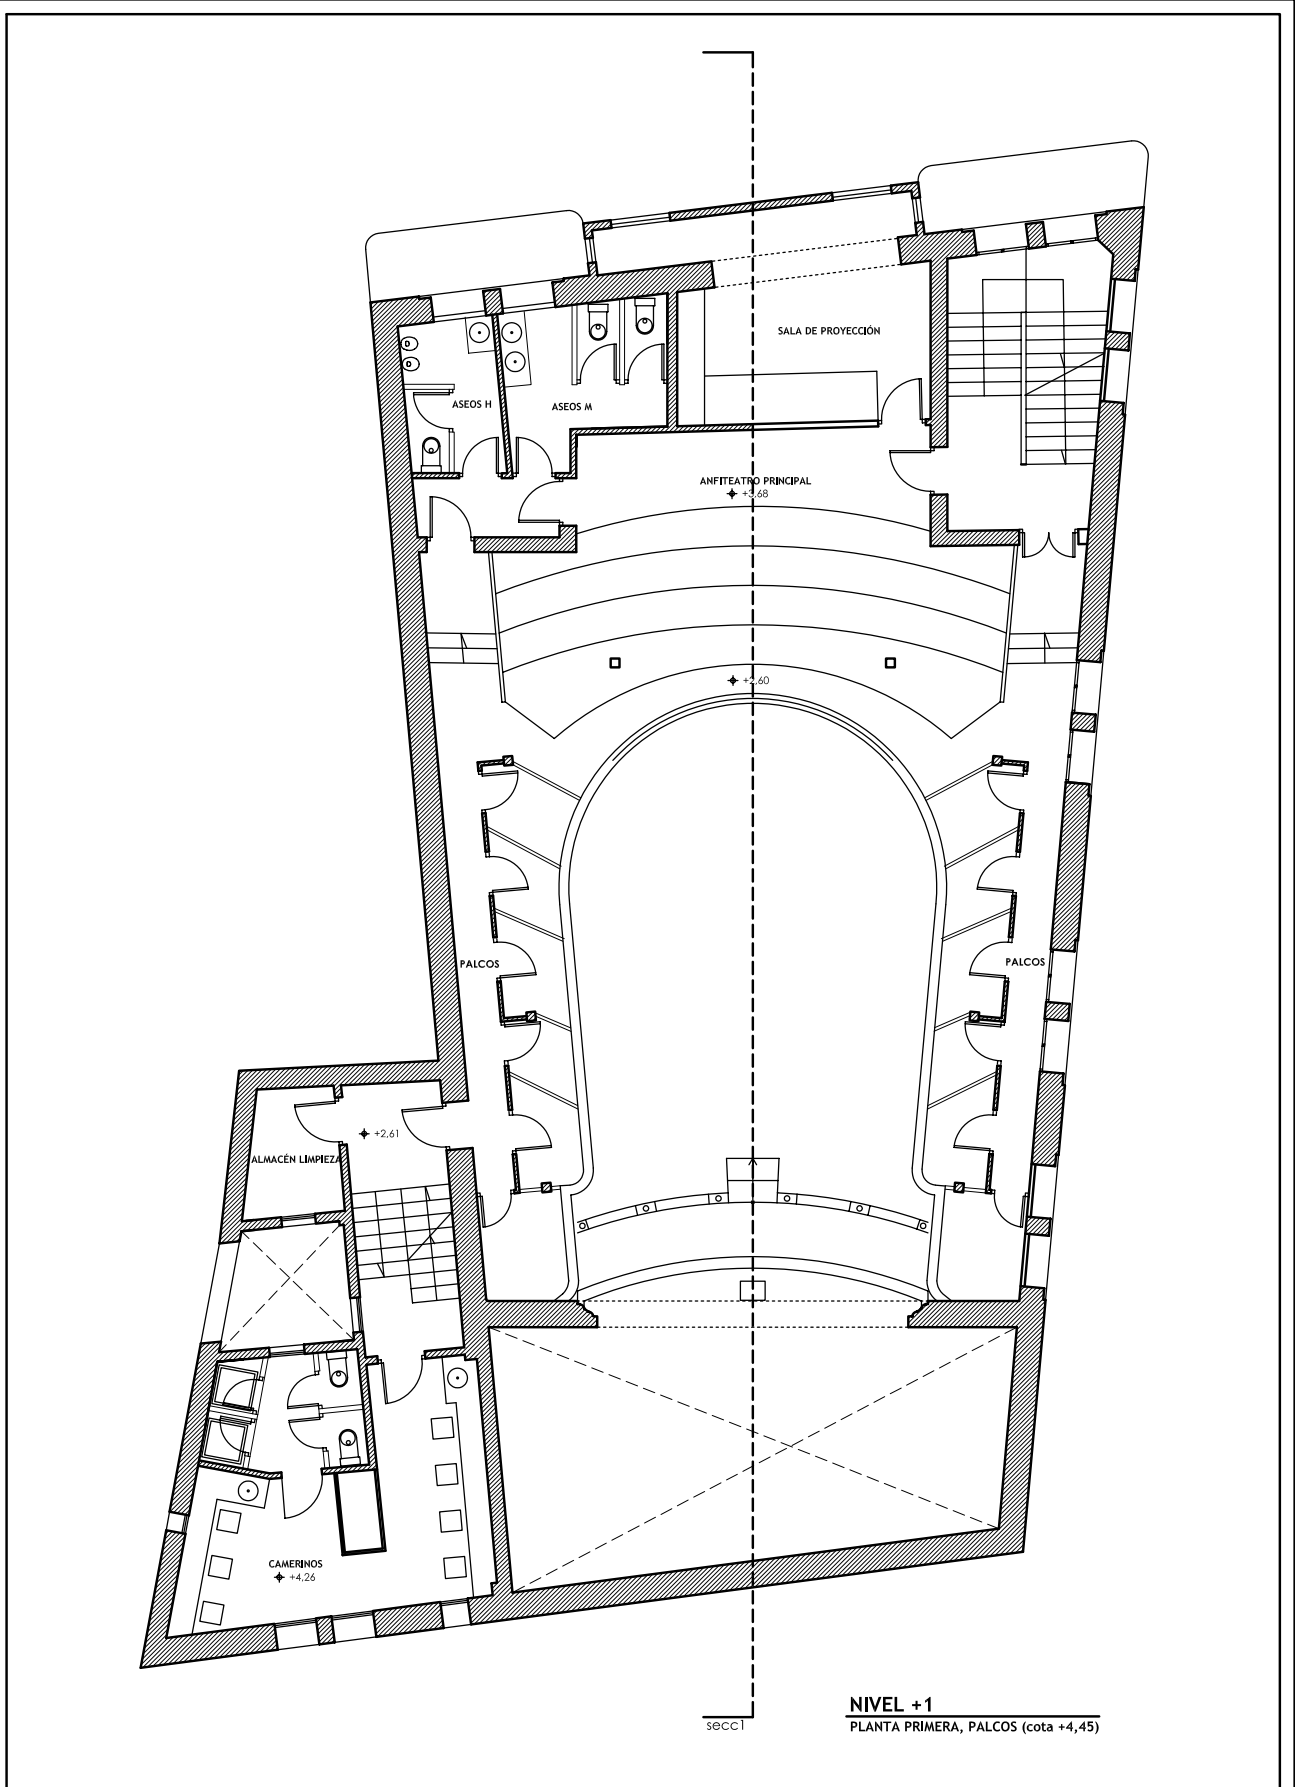 SALA DE PROYECCIÓN
ASEOS H
ASEOS M
ANFITEATRO PRINCIPAL
+3,68
+2,60
PALCOS
PALCOS
+2,61
ALMACÉN LIMPIEZA
CAMERINOS
+4,26
NIVEL +1
PLANTA PRIMERA, PALCOS (cota +4,45)
secc1